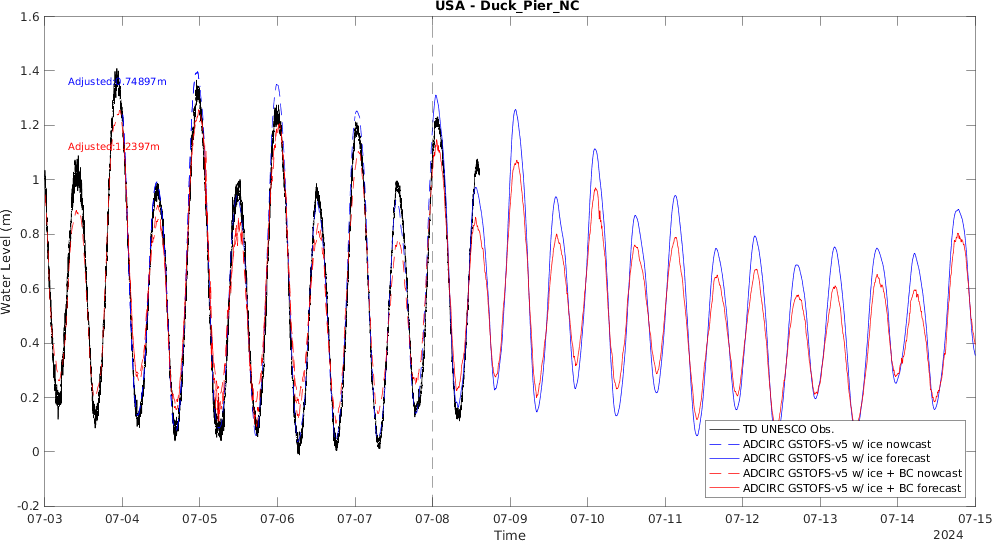 USA - Duck_Pier_NC
1.6
1.4
1.2
1
0.8
0.6
0.4
0.2
0
-0.2
Water Level (m)
Adjusted:0.74897m
Adjusted:1.2397m
TD UNESCO Obs.
ADCIRC GSTOFS-v5 w/ ice nowcast
ADCIRC GSTOFS-v5 w/ ice forecast
ADCIRC GSTOFS-v5 w/ ice + BC nowcast
ADCIRC GSTOFS-v5 w/ ice + BC forecast
07-03 07-04 07-05 07-06 07-07 07-08 07-09 07-10 07-11 07-12 07-13 07-14 07-15
Time
2024